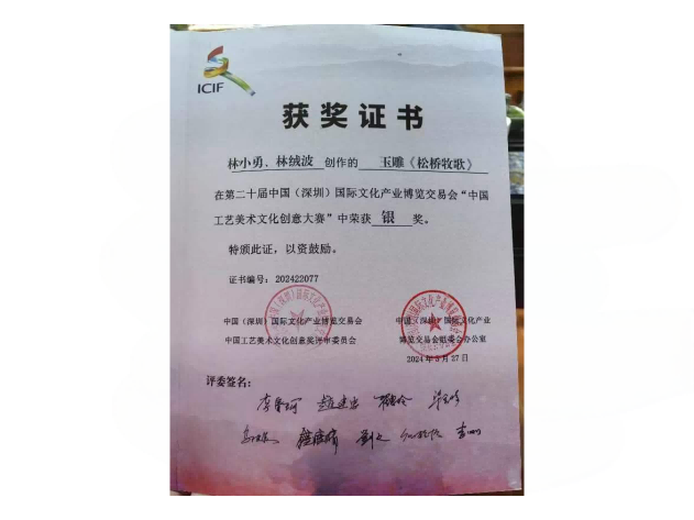 ICIF
获奖证书
林小勇、林绒波 创作的 玉雕《松桥牧歌》
在第二十届中国（深圳）国际文化产业博览交易会“中国
工艺美术文化创意大赛”中荣获 银 奖。
特颁此证，以资鼓励。
证书编号：202422077
中国（深圳）国际文化产业博览交易会
中国工艺美术文化创意奖评审委员会
中国（深圳）国际文化产业
博览交易会组委会办公室
2024年5月27日
评委签名：